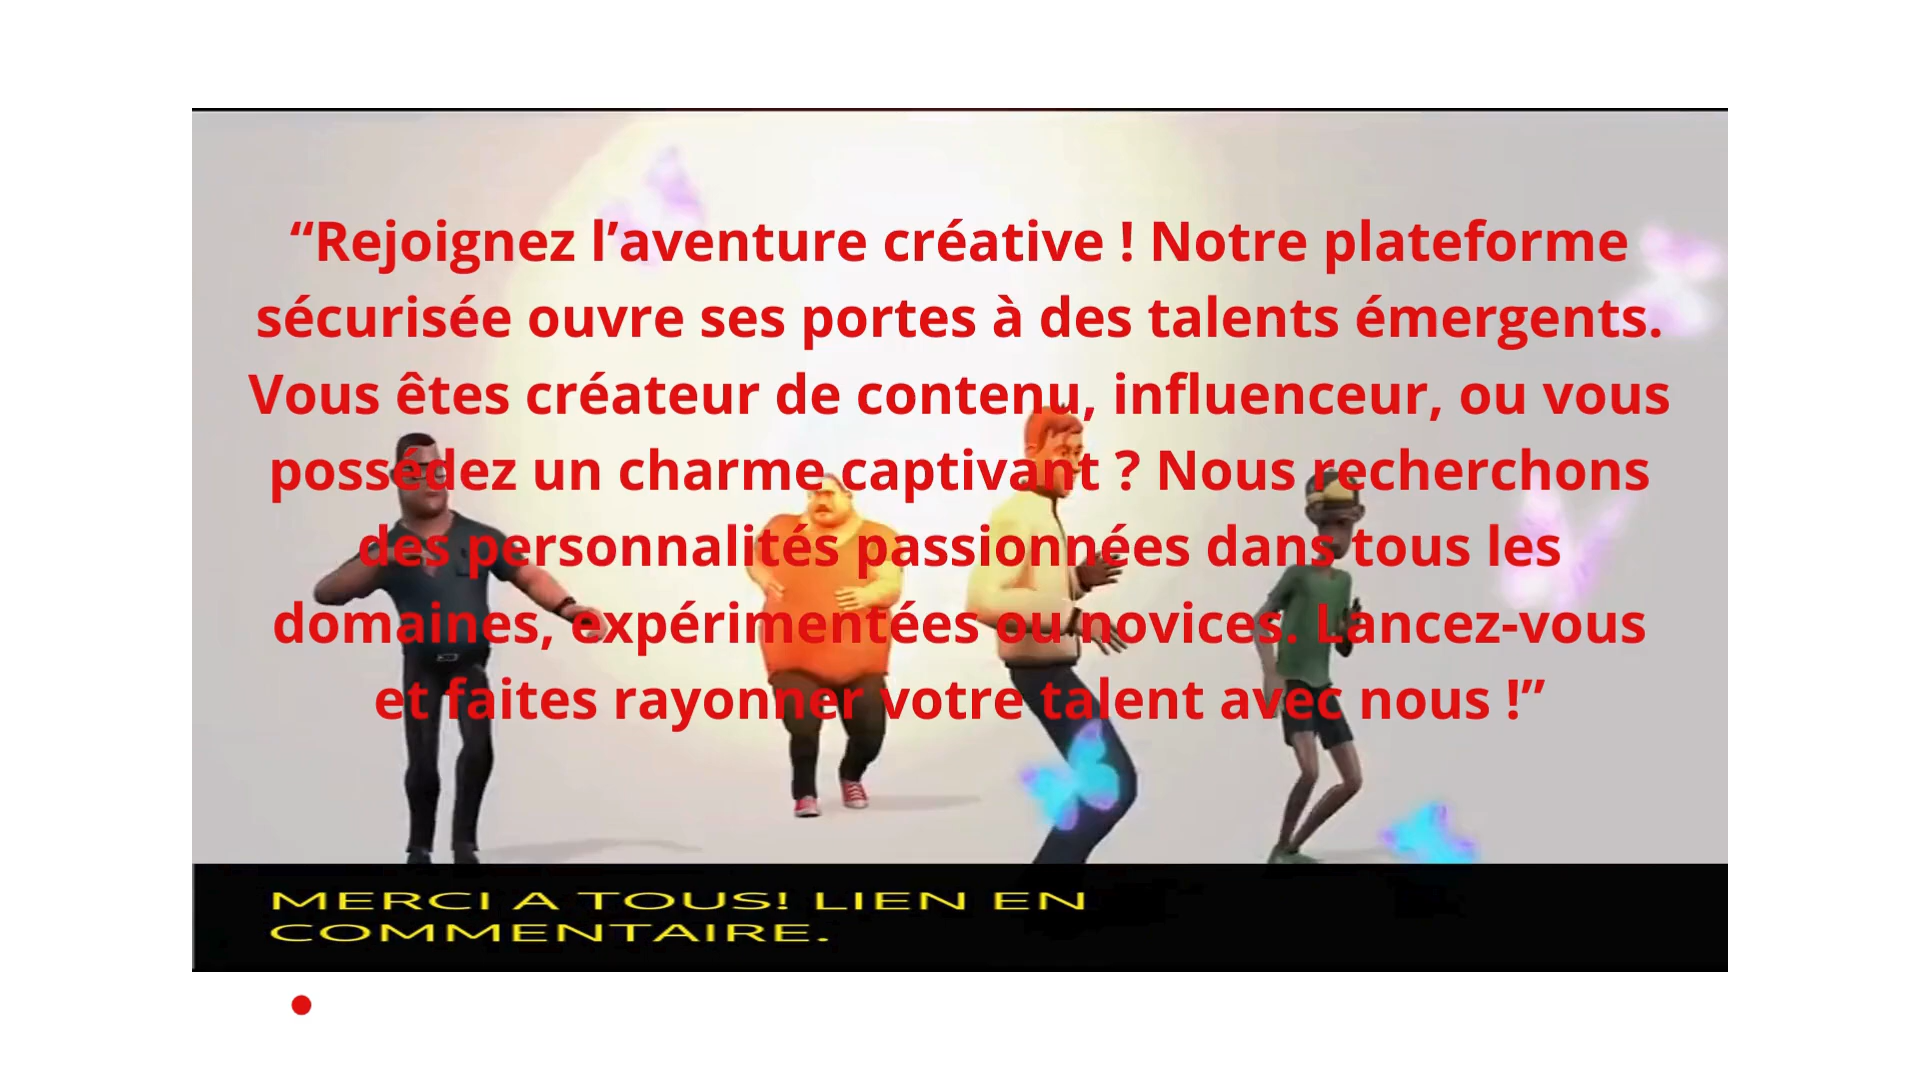 “Rejoignez l’aventure créative ! Notre plateforme
sécurisée ouvre ses portes à des talents émergents.
Vous êtes créateur de contenu, influenceur, ou vous
possédez un charme captivant ? Nous recherchons
des personnalités passionnées dans tous les
domaines, expérimentées ou novices. Lancez-vous
et faites rayonner votre talent avec nous !”
MERCI A TOUS! LIEN EN
COMMENTAIRE.